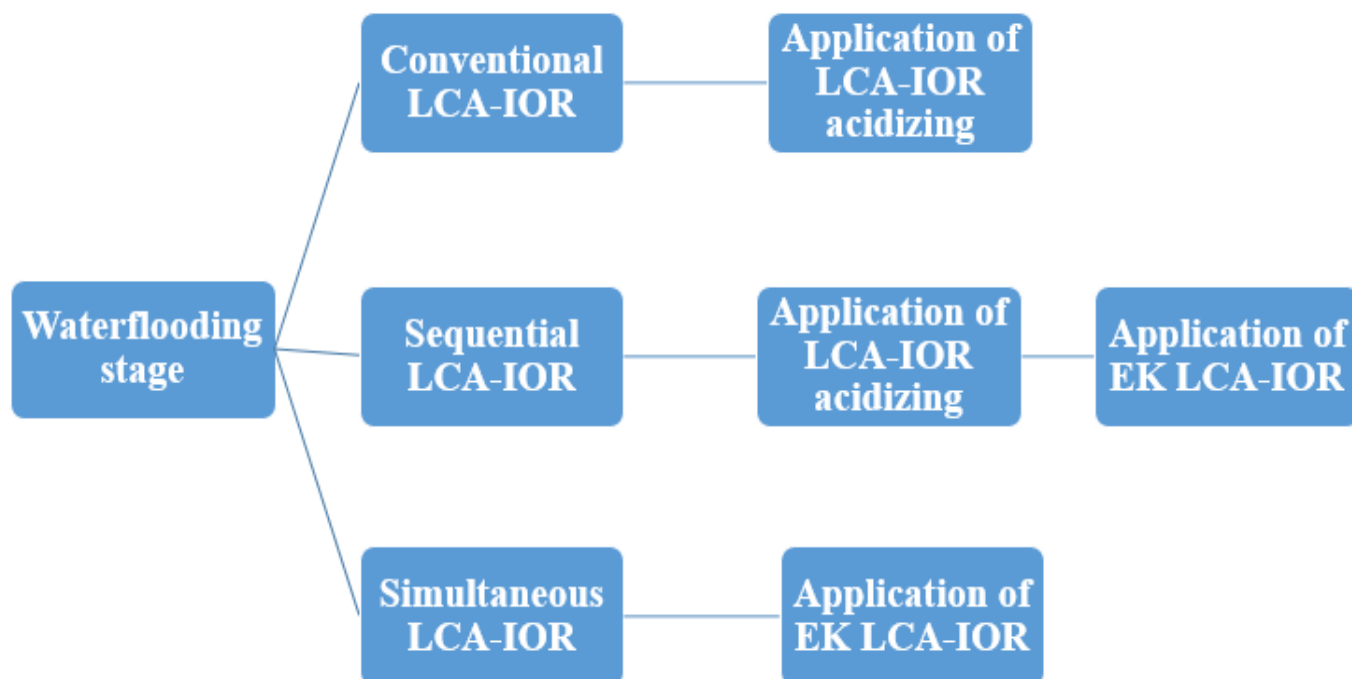 Conventional
LCA-IOR
Application of
LCA-IOR
acidizing
Waterflooding
stage
Sequential
LCA-IOR
Application of
LCA-IOR
acidizing
Application of
EK LCA-IOR
Simultaneous
LCA-IOR
Application of
EK LCA-IOR